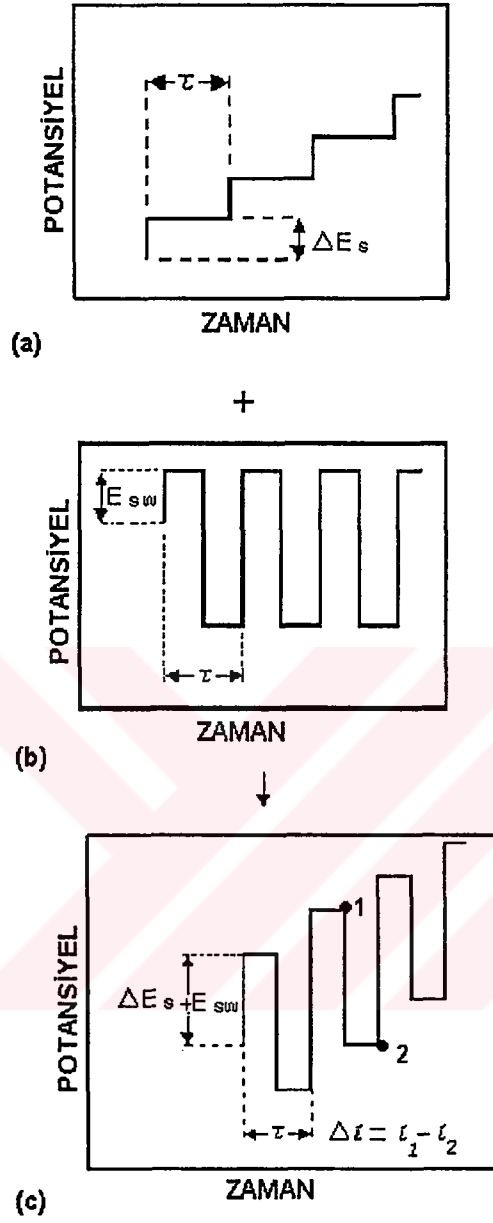 POTANSİYEL
τ
ΔEs
ZAMAN
(a)
+
POTANSİYEL
Esw
τ
ZAMAN
(b)
POTANSİYEL
1
ΔEs+Esw
2
τ
Δi = i1-i2
ZAMAN
(c)